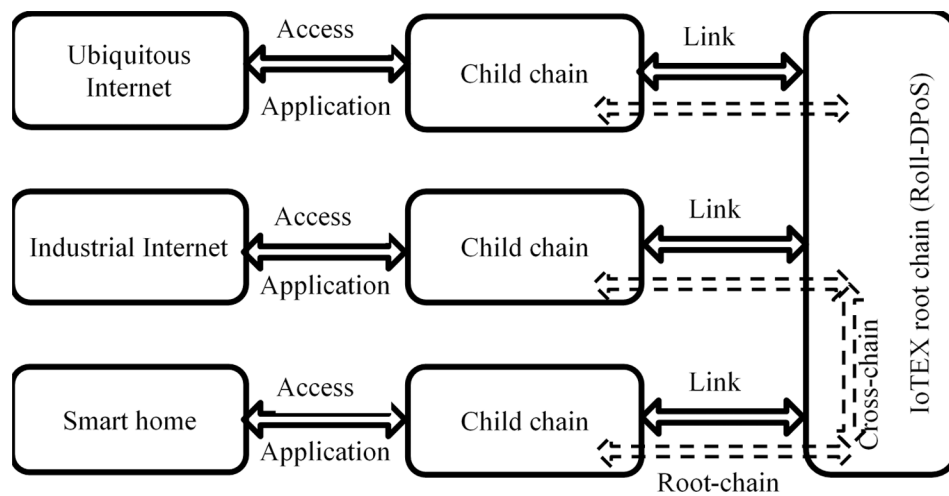 Ubiquitous
Internet
Access
Application
Child chain
Link
Industrial Internet
Access
Application
Child chain
Link
Smart home
Access
Application
Child chain
Link
Root-chain
Cross-chain
IoTEX root chain (Roll-DPoS)